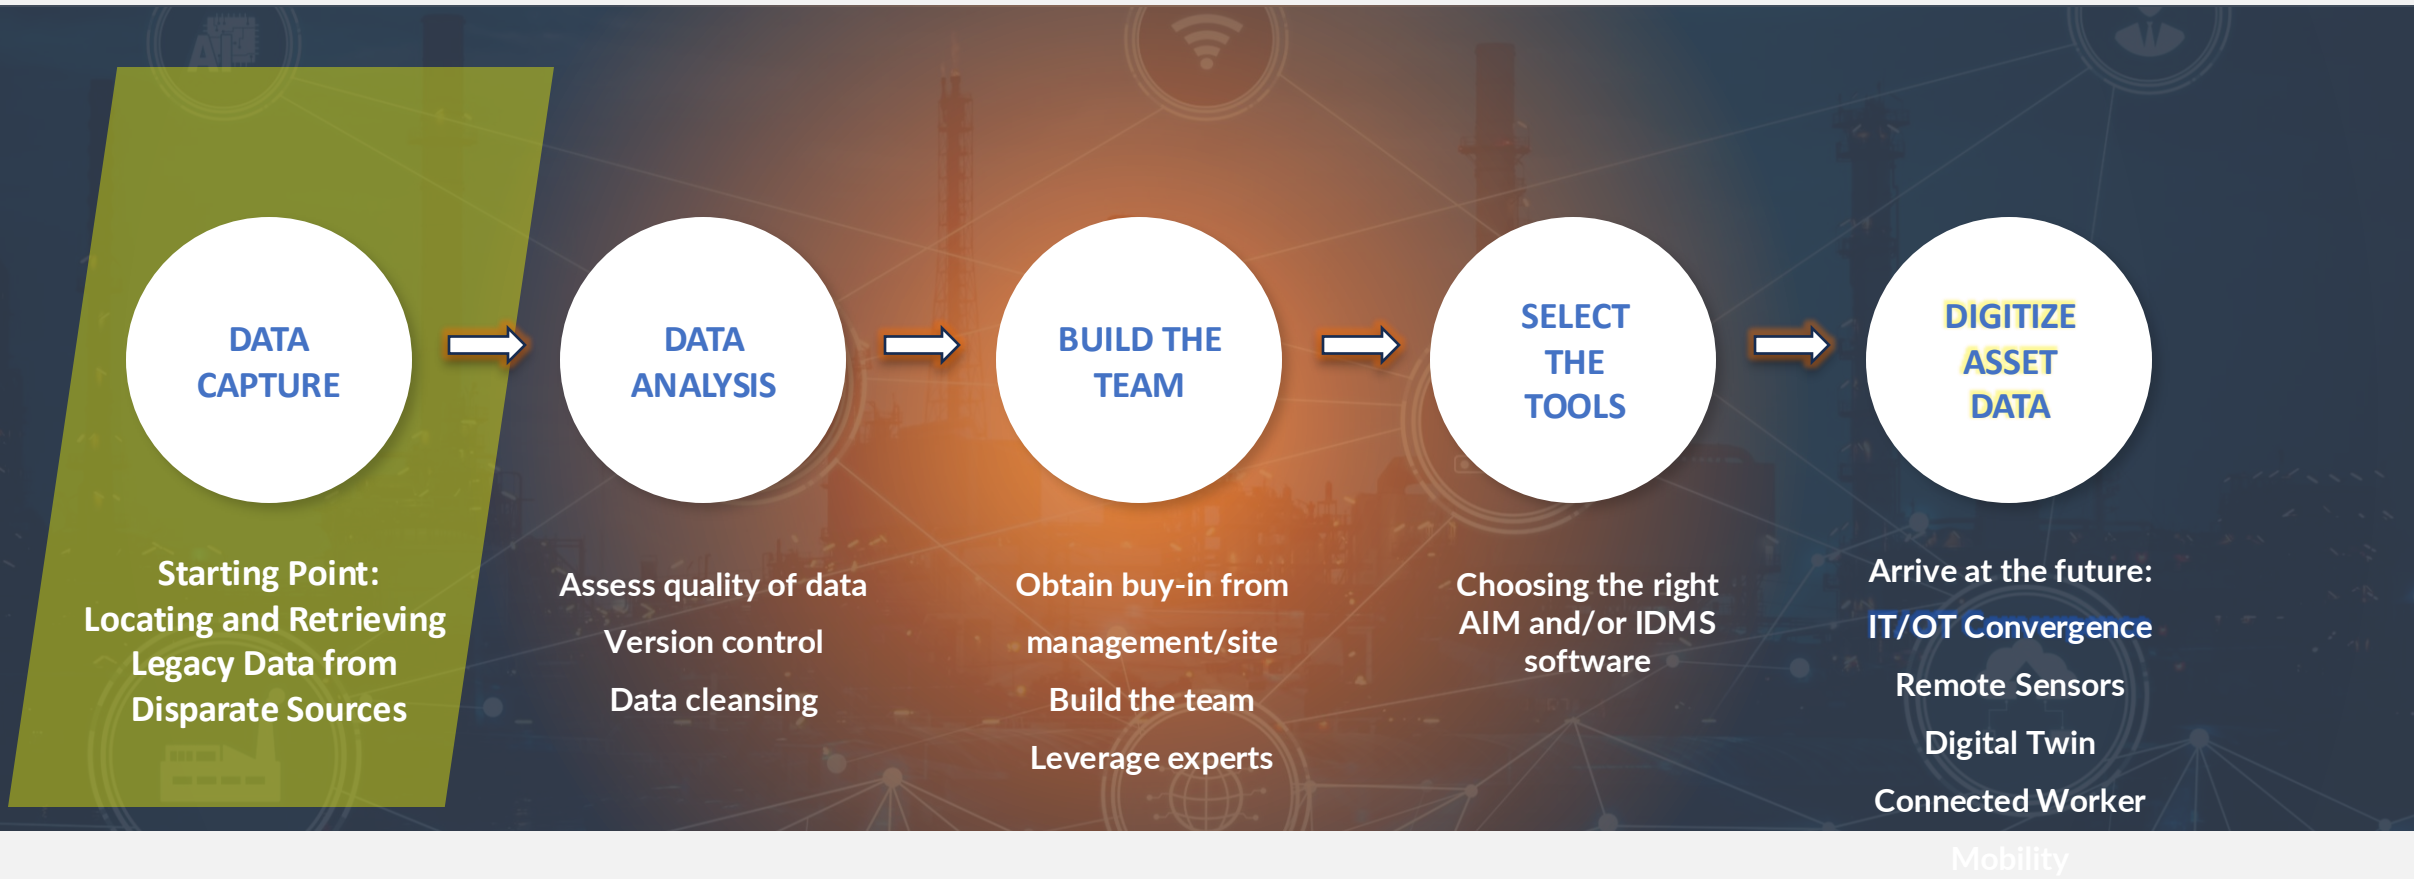 AI
DATA
CAPTURE
DATA
ANALYSIS
BUILD THE
TEAM
SELECT
THE
TOOLS
DIGITIZE
ASSET
DATA
Starting Point:
Locating and Retrieving
Legacy Data from
Disparate Sources
Assess quality of data
Version control
Data cleansing
Obtain buy-in from
management/site
Build the team
Leverage experts
Choosing the right
AIM and/or IDMS
software
Arrive at the future:
IT/OT Convergence
Remote Sensors
Digital Twin
Connected Worker
Mobility